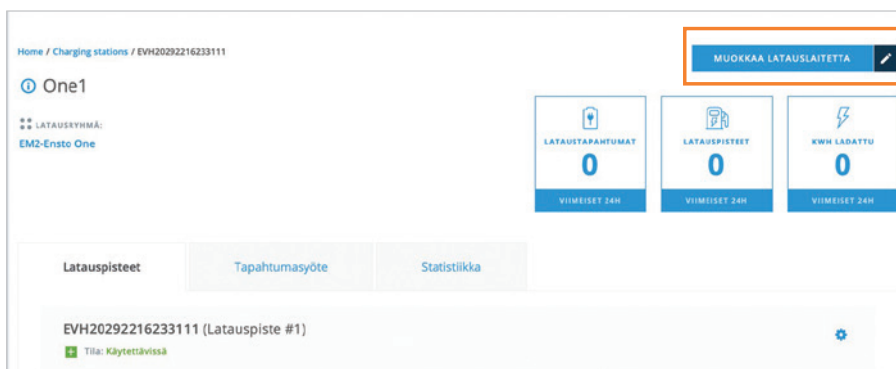 Home / Charging stations / EVH20292216233111
MUOKKAA LATAUSLAITETTA
One1
LATAUSRYHMÄ:
EM2-Ensto One
LATAUSTAPAHTUMAT
0
VIIMEISET 24H
LATAUSPISTEET
0
VIIMEISET 24H
KWH LADATTU
0
VIIMEISET 24H
Latauspisteet
Tapahtumasyöte
Statistiikka
EVH20292216233111 (Latauspiste #1)
Tila: Käytettävissä